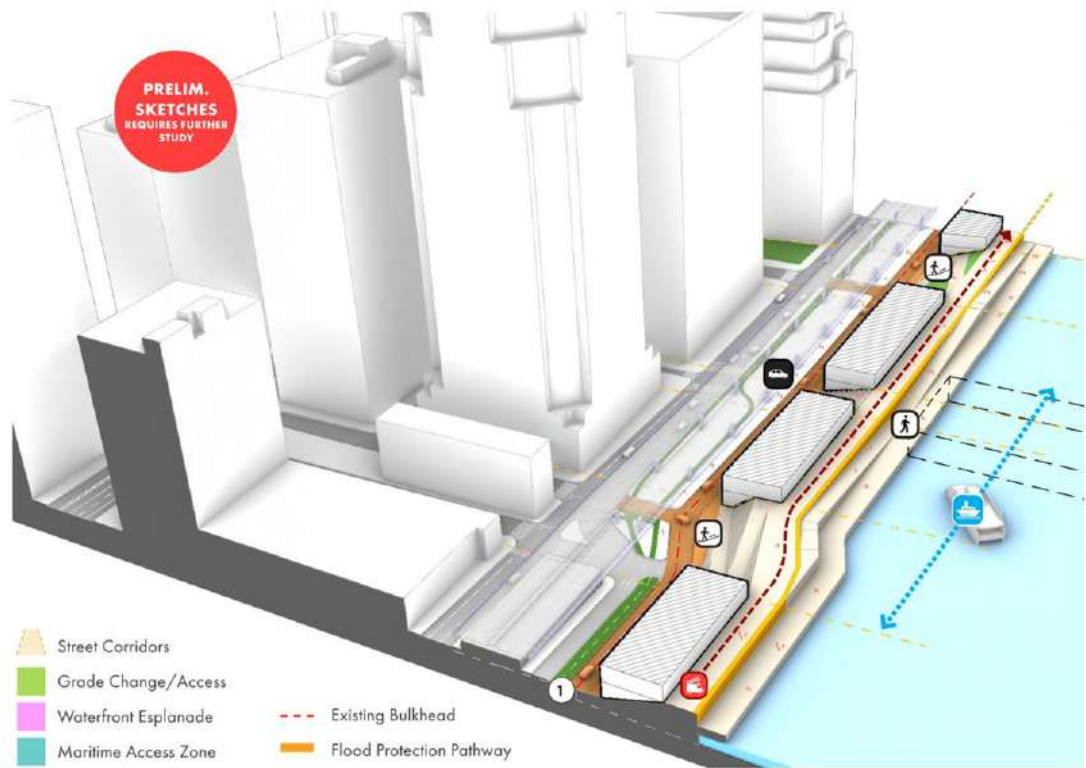 PRELIM.
SKETCHES
REQUIRES FURTHER
STUDY
1
Street Corridors
Grade Change/Access
Waterfront Esplanade
Maritime Access Zone
Existing Bulkhead
Flood Protection Pathway